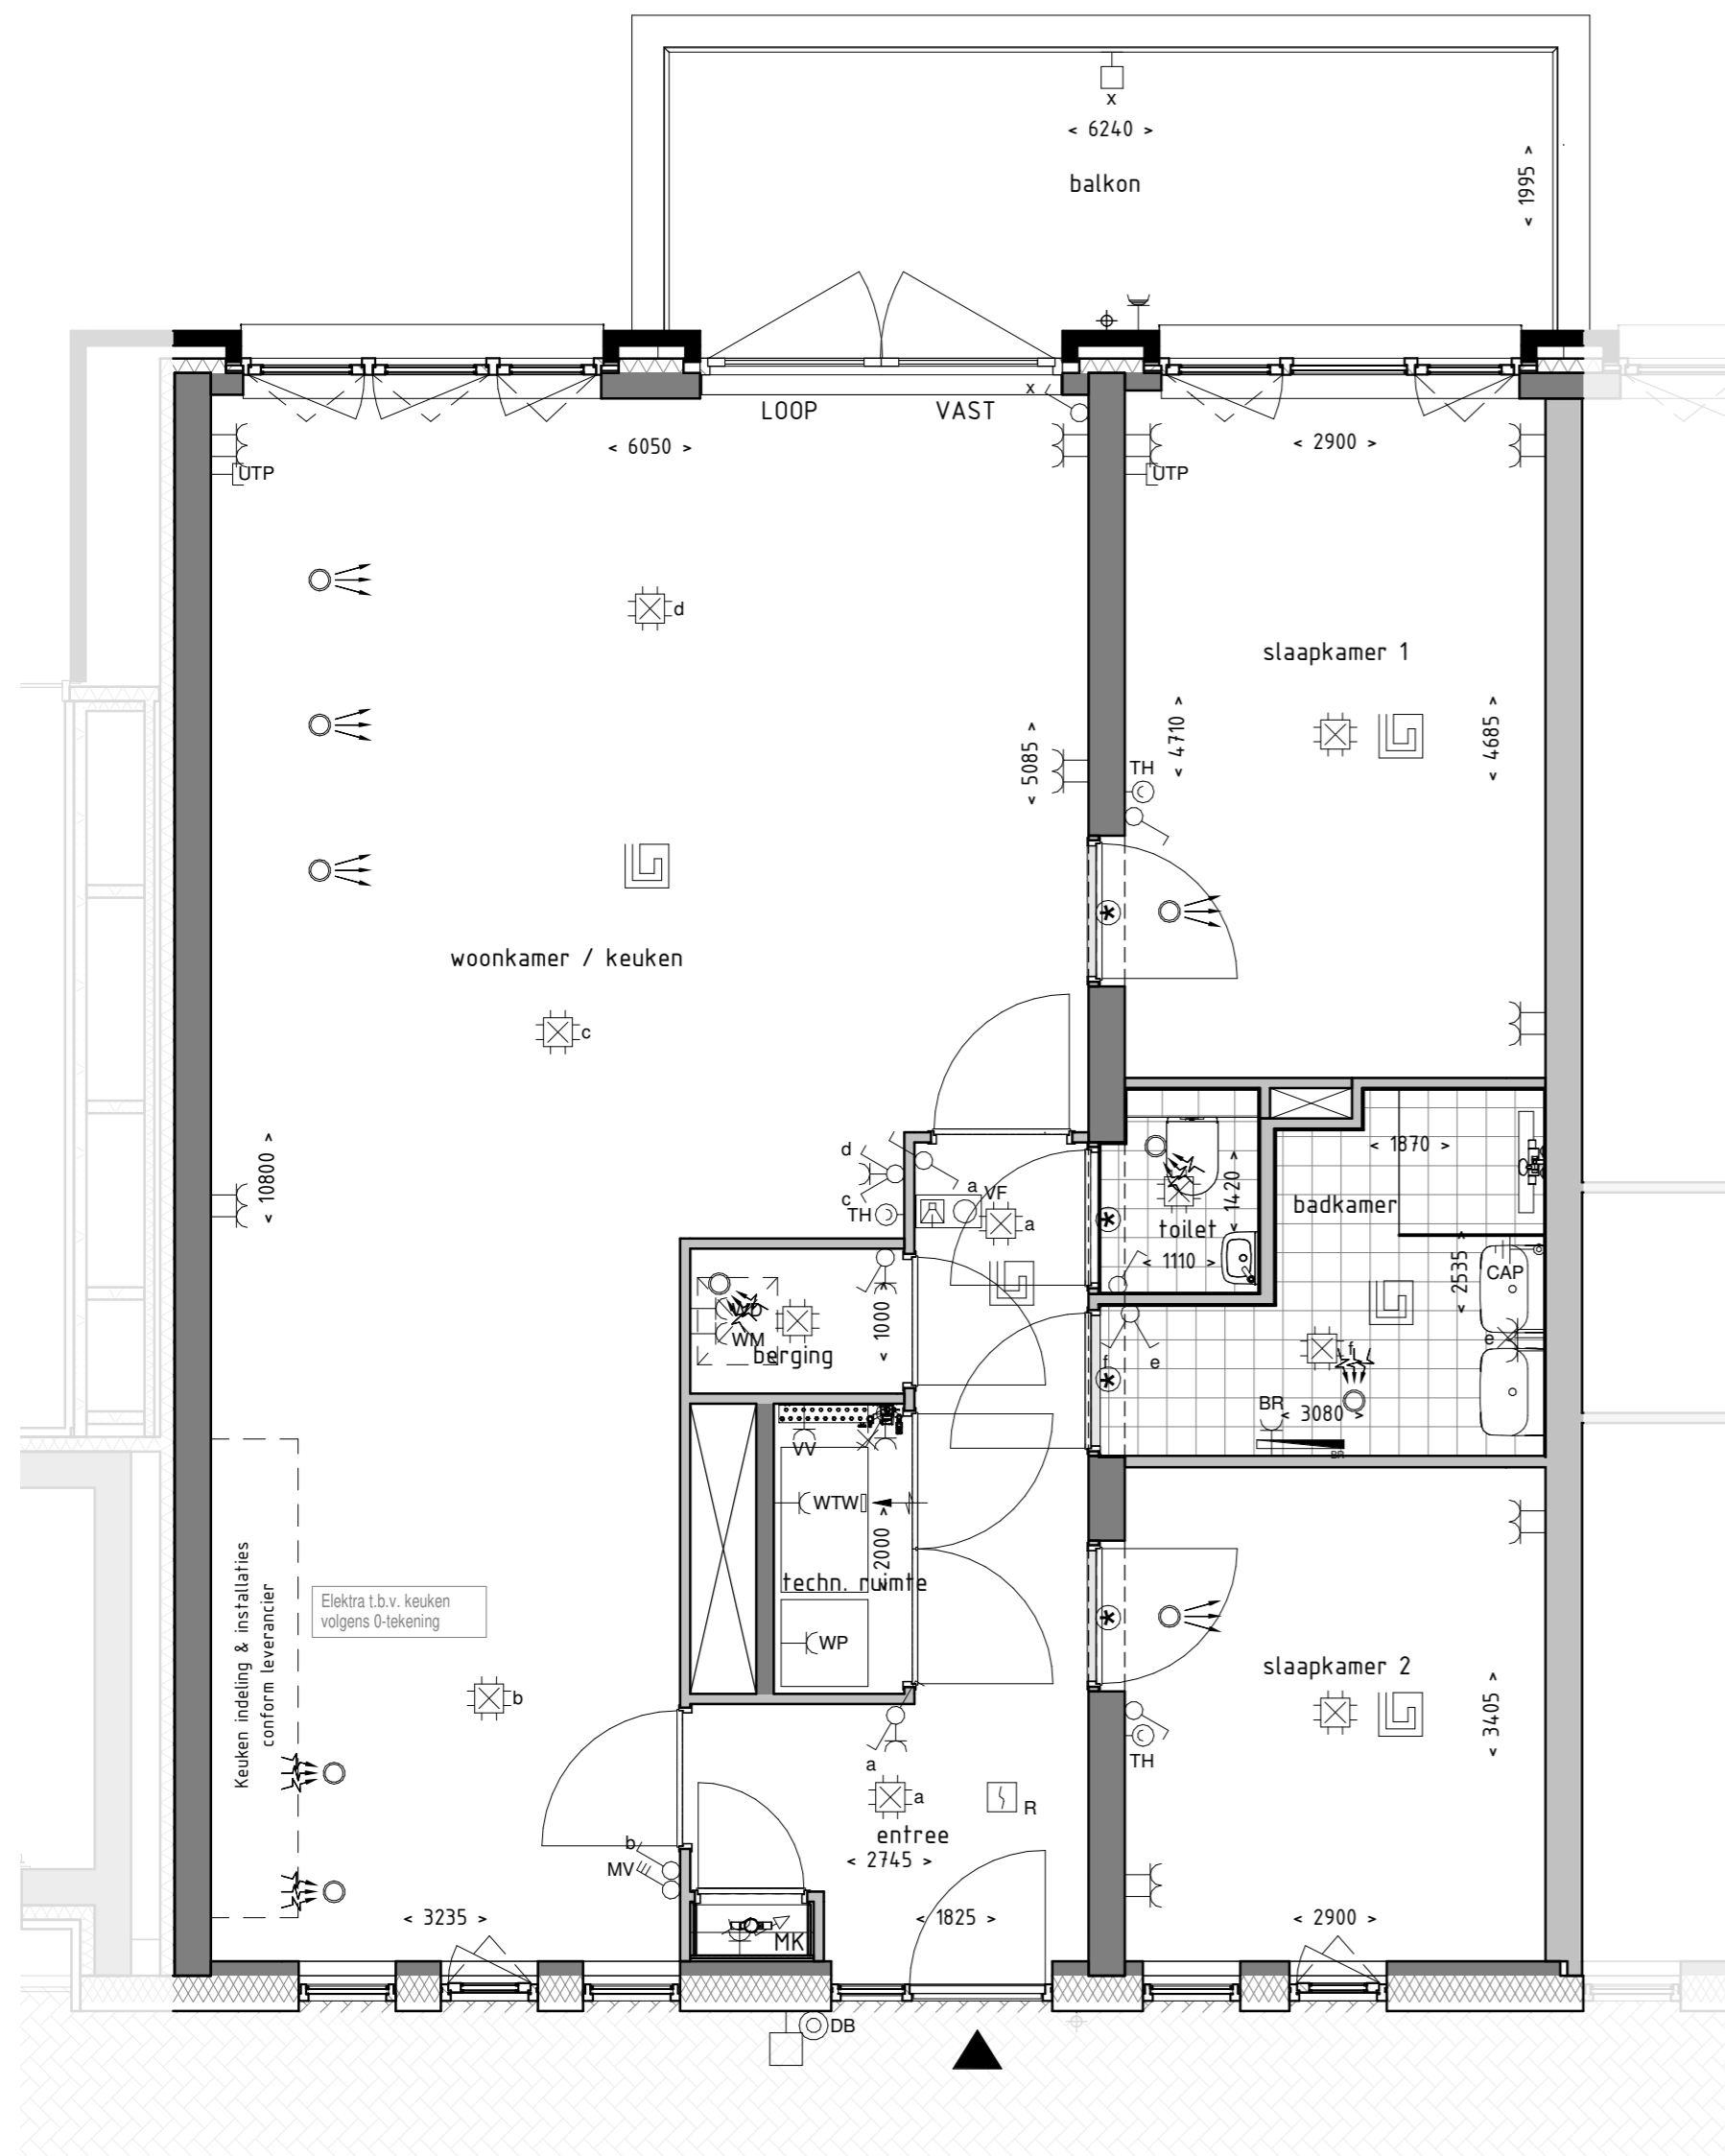 x
< 6240 >
balkon
< 1995 >
x
LOOP
VAST
< 6050 >
< 2900 >
UTP
UTP
d
slaapkamer 1
< 5085 >
< 4710 >
< 4685 >
TH
woonkamer / keuken
c
< 10800 >
d
c
TH
a
VF
a
< 1420 >
toilet
< 1110 >
< 1870 >
badkamer
< 2535 >
CAP
e
f
f
e
BR
< 3080 >
BR
WD
WM
berging
< 1000 >
VV
WTW
< 2000 >
techn. ruimte
WP
Keuken indeling & installaties
conform leverancier
Elektra t.b.v. keuken
volgens 0-tekening
b
slaapkamer 2
< 3405 >
TH
a
a
R
entree
< 2745 >
b
MV
< 3235 >
MK
< 1825 >
< 2900 >
DB